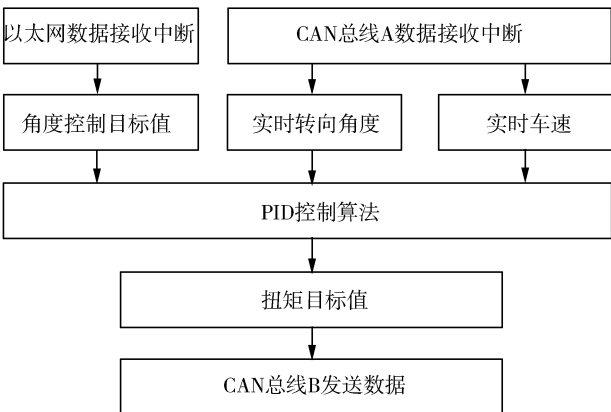 以太网数据接收中断
CAN总线A数据接收中断
角度控制目标值
实时转向角度
实时车速
PID控制算法
扭矩目标值
CAN总线B发送数据